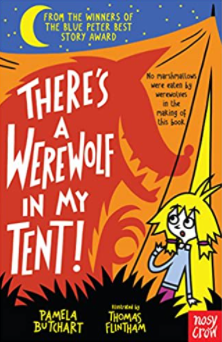 FROM THE WINNERS OF
THE BLUE PETER BEST
STORY AWARD
THERE'S
A
WEREWOLF
IN MY
TENT!
No marshmallows
were eaten by
werewolves
in the
making of
this book
PAMELA
BUTCHART
Illustrated by
THOMAS
FLINTHAM
nosy
crow